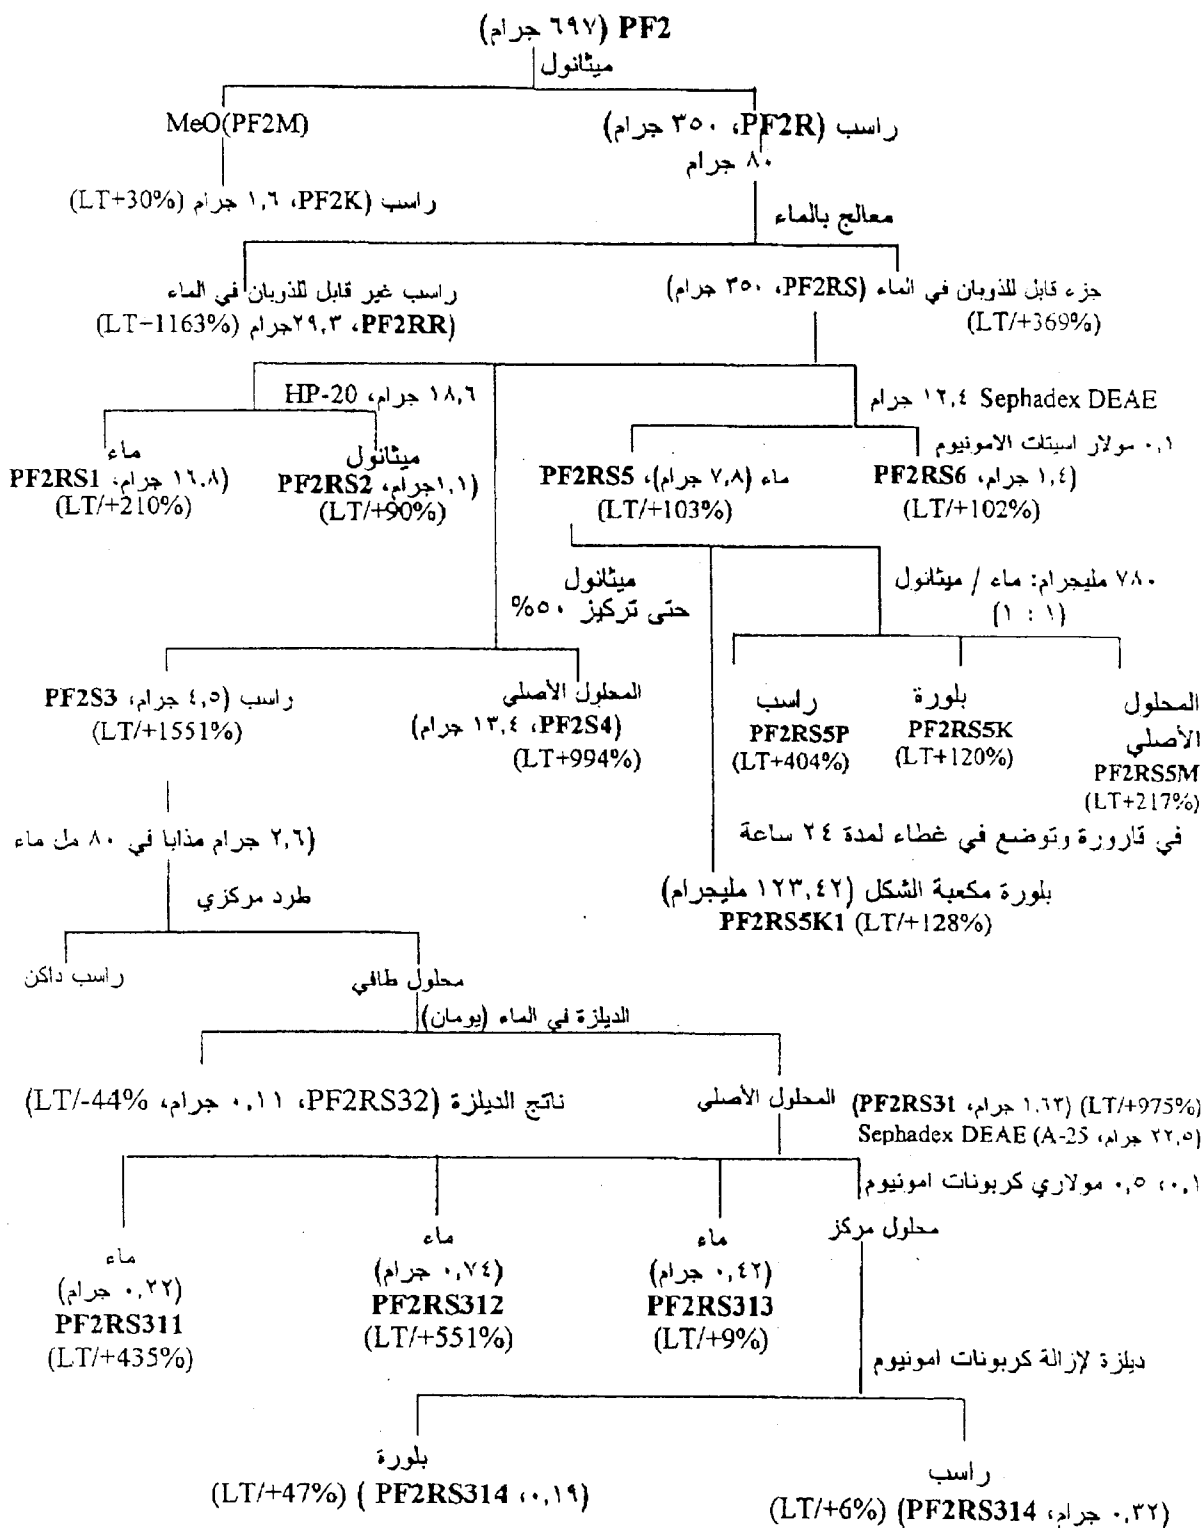 PF2 (٦٩٧ جرام)
ميثانول
راسب (PF2R، ٣٥٠ جرام)
MeO(PF2M)
٨٠ جرام
راسب (PF2K، ١,٦ جرام (LT+30%)
معالج بالماء
جزء قابل للذوبان في الماء (PF2RS، ٣٥٠ جرام)
(LT/+369%)
راسب غير قابل للذوبان في الماء
(PF2RR، ٢٩,٣جرام (LT-1163%)
Sephadex DEAE ١٢,٤ جرام
١٨,٦ جرام، HP-20
٠,١ مولار اسيتات الامونيوم
(١,٤ جرام، PF2RS6
(LT/+102%)
ماء (٧,٨ جرام)، PF2RS5
(LT/+103%)
ميثانول
(١,١جرام، PF2RS2
(LT/+90%)
ماء
(١٦.٨ جرام، PF2RS1
(LT/+210%)
٧٨٠ مليجرام: ماء / ميثانول
(١ : ١)
ميثانول
حتى تركيز ٥٠%
المحلول
الأصلي
PF2RS5M
(LT+217%)
بلورة
PF2RS5K
(LT+120%)
راسب
PF2RS5P
(LT+404%)
المحلول الأصلي
(PF2S4، ١٣,٤ جرام)
(LT+994%)
راسب (٤,٥ جرام، PF2S3
(LT/+1551%)
في قارورة وتوضع في غطاء لمدة ٢٤ ساعة
(٢,٦ جرام مذابا في ٨٠ مل ماء
بلورة مكعبة الشكل (١٢٣,٤٢ مليجرام)
PF2RS5K1 (LT/+128%)
طرد مركزي
محلول طافي
راسب داكن
الديلزة في الماء (يومان)
المحلول الأصلي (PF2RS31 ،١.٦٢ جرام) (LT/+975%)
Sephadex DEAE (A-25 ،٢٢,٥ جرام)
ناتج الديلزة (PF2RS32، ٠,١١ جرام، LT/-44%)
٠,١، ٠,٥ مولاري كربونات امونيوم
محلول مركز
ماء
(٠,٤٢ جرام)
PF2RS313
(LT/+9%)
ماء
(٠,٧٤ جرام)
PF2RS312
(LT/+551%)
ماء
(٠,٢٢ جرام)
PF2RS311
(LT/+435%)
ديلزة لإزالة كربونات امونيوم
راسب
(٠,٣٢ جرام، PF2RS314) (LT/+6%)
بلورة
(٠,١٩، PF2RS314 ) (LT/+47%)